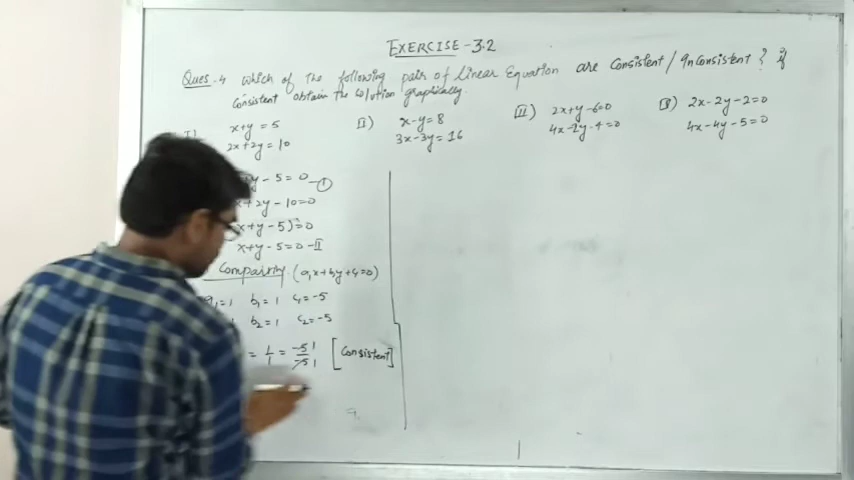 EXERCISE-3.2
Ques-4 which of the following pair of linear Equation are Consistent / Inconsistent ? if
Consistent obtain the solution graphically.
I) x+y=5
2x+2y=10
II) x-y=8
3x-3y=16
III) 2x+y-6=0
4x-2y-4=0
IV) 2x-2y-2=0
4x-4y-5=0
y-5=0 -①
x+2y-10=0
x+y-5)=0
x+y-5=0 -II
Comparing (a₁x+b₁y+c₁=0)
a₁=1 b₁=1 c₁=-5
b₂=1 c₂=-5
= 1/1 = -5/-5 [Consistent]